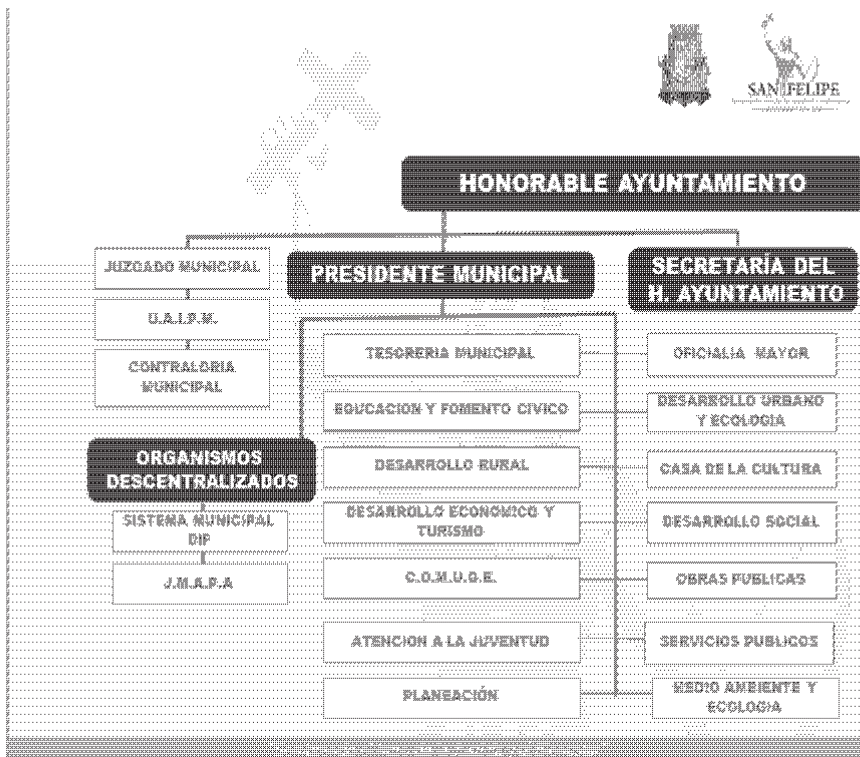 SAN FELIPE
HONORABLE AYUNTAMIENTO
JUZGADO MUNICIPAL
PRESIDENTE MUNICIPAL
SECRETARÍA DEL
H. AYUNTAMIENTO
U.A.I.P.M.
CONTRALORIA
MUNICIPAL
TESORERIA MUNICIPAL
OFICIALIA MAYOR
EDUCACION Y FOMENTO CIVICO
DESARROLLO URBANO
Y ECOLOGIA
ORGANISMOS
DESCENTRALIZADOS
DESARROLLO RURAL
CASA DE LA CULTURA
SISTEMA MUNICIPAL
DIF
DESARROLLO ECONOMICO Y
TURISMO
DESARROLLO SOCIAL
J.M.A.P.A
C.O.M.U.D.E.
OBRAS PUBLICAS
ATENCION A LA JUVENTUD
SERVICIOS PUBLICOS
PLANEACIÓN
MEDIO AMBIENTE Y
ECOLOGIA